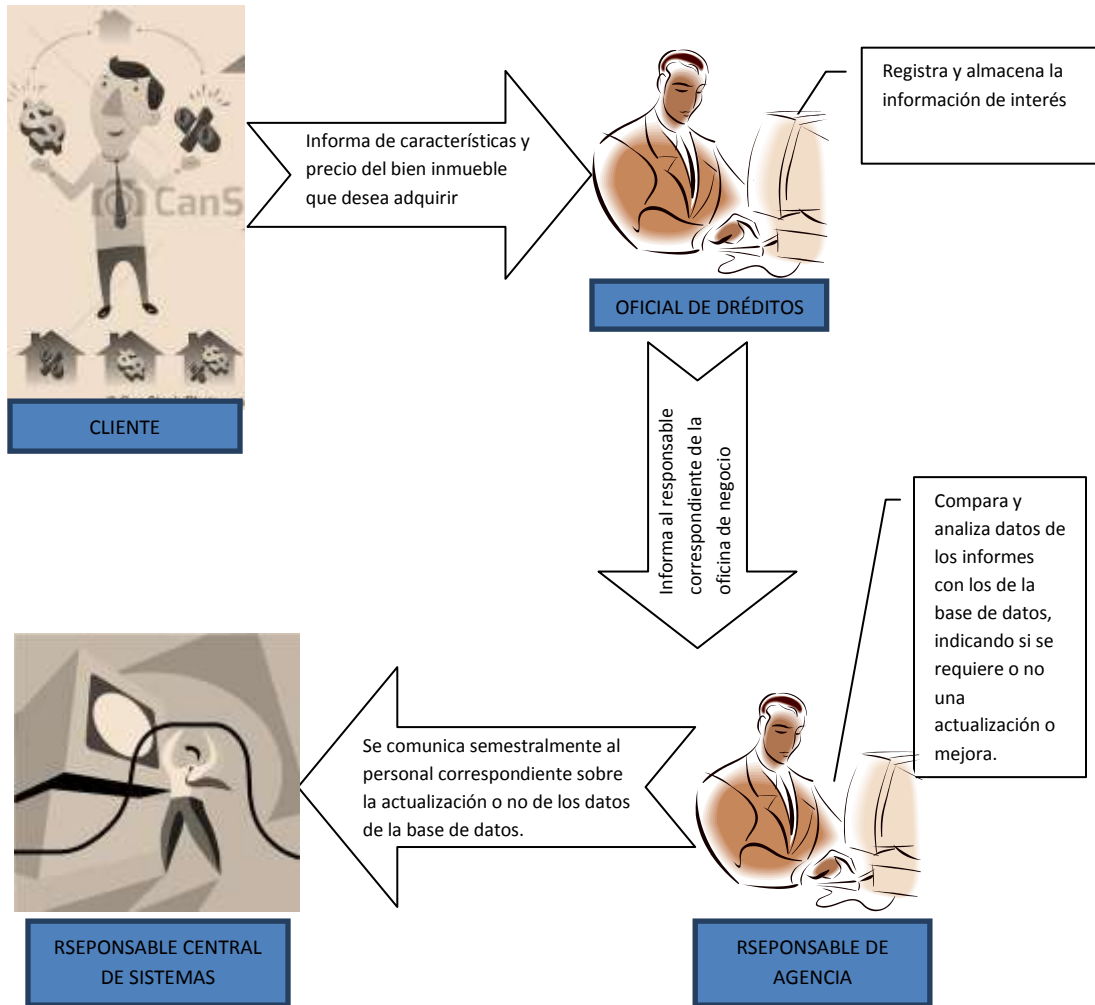 Informa de características y
precio del bien inmueble
que desea adquirir
Registra y almacena la
información de interés
CanS
OFICIAL DE DRÉDITOS
CLIENTE
Informa al responsable
correspondiente de la
oficina de negocio
Compara y
analiza datos de
los informes
con los de la
base de datos,
indicando si se
requiere o no
una
actualización o
mejora.
Se comunica semestralmente al
personal correspondiente sobre
la actualización o no de los datos
de la base de datos.
RSEPONSABLE CENTRAL
DE SISTEMAS
RSEPONSABLE DE
AGENCIA